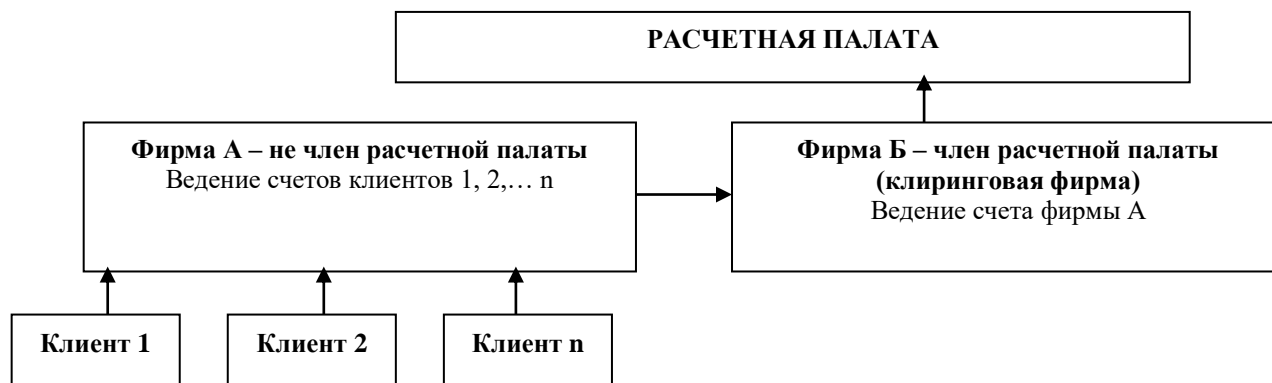 РАСЧЕТНАЯ ПАЛАТА
Фирма А – не член расчетной палаты
Ведение счетов клиентов 1, 2,… n
Фирма Б – член расчетной палаты
(клиринговая фирма)
Ведение счета фирмы А
Клиент 1
Клиент 2
Клиент n